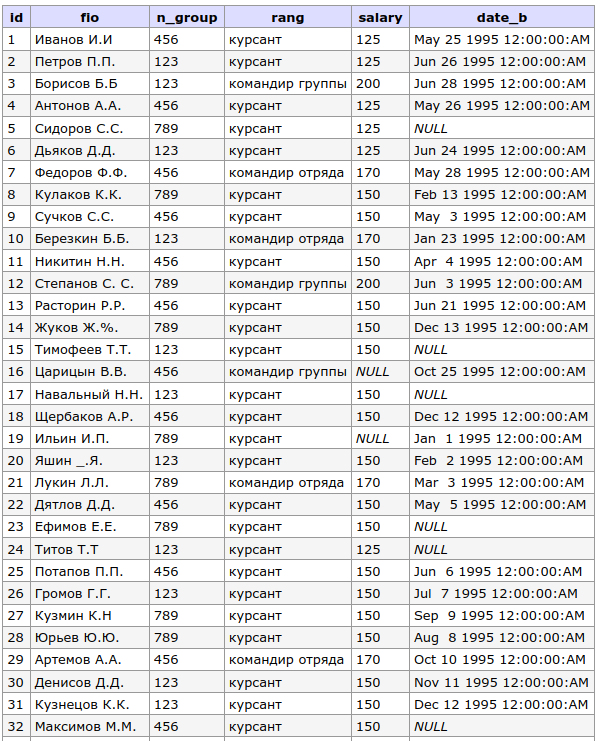 id fio n_group rang salary date_b
1 Иванов И.И 456 курсант 125 May 25 1995 12:00:00:AM
2 Петров П.П. 123 курсант 125 Jun 26 1995 12:00:00:AM
3 Борисов Б.Б 123 командир группы 200 Jun 28 1995 12:00:00:AM
4 Антонов А.А. 456 курсант 125 May 26 1995 12:00:00:AM
5 Сидоров С.С. 789 курсант 125 NULL
6 Дьяков Д.Д. 123 курсант 125 Jun 24 1995 12:00:00:AM
7 Федоров Ф.Ф. 456 командир отряда 170 May 28 1995 12:00:00:AM
8 Кулаков К.К. 789 курсант 150 Feb 13 1995 12:00:00:AM
9 Сучков С.С. 456 курсант 150 May 3 1995 12:00:00:AM
10 Березкин Б.Б. 123 командир отряда 170 Jan 23 1995 12:00:00:AM
11 Никитин Н.Н. 456 курсант 150 Apr 4 1995 12:00:00:AM
12 Степанов С. С. 789 командир группы 200 Jun 3 1995 12:00:00:AM
13 Расторин Р.Р. 456 курсант 150 Jun 21 1995 12:00:00:AM
14 Жуков Ж.%. 789 курсант 150 Dec 13 1995 12:00:00:AM
15 Тимофеев Т.Т. 123 курсант 150 NULL
16 Царицын В.В. 456 командир группы NULL Oct 25 1995 12:00:00:AM
17 Навальный Н.Н. 123 курсант 150 NULL
18 Щербаков А.Р. 456 курсант 150 Dec 12 1995 12:00:00:AM
19 Ильин И.П. 789 курсант NULL Jan 1 1995 12:00:00:AM
20 Яшин _.Я. 123 курсант 150 Feb 2 1995 12:00:00:AM
21 Лукин Л.Л. 789 командир отряда 170 Mar 3 1995 12:00:00:AM
22 Дятлов Д.Д. 456 курсант 150 May 5 1995 12:00:00:AM
23 Ефимов Е.Е. 789 курсант 150 NULL
24 Титов Т.Т 123 курсант 125 NULL
25 Потапов П.П. 456 курсант 150 Jun 6 1995 12:00:00:AM
26 Громов Г.Г. 123 курсант 150 Jul 7 1995 12:00:00:AM
27 Кузмин К.Н 789 курсант 150 Sep 9 1995 12:00:00:AM
28 Юрьев Ю.Ю. 789 курсант 150 Aug 8 1995 12:00:00:AM
29 Артемов А.А. 456 командир отряда 170 Oct 10 1995 12:00:00:AM
30 Денисов Д.Д. 123 курсант 150 Nov 11 1995 12:00:00:AM
31 Кузнецов К.К. 123 курсант 150 Dec 12 1995 12:00:00:AM
32 Максимов М.М. 456 курсант 150 NULL